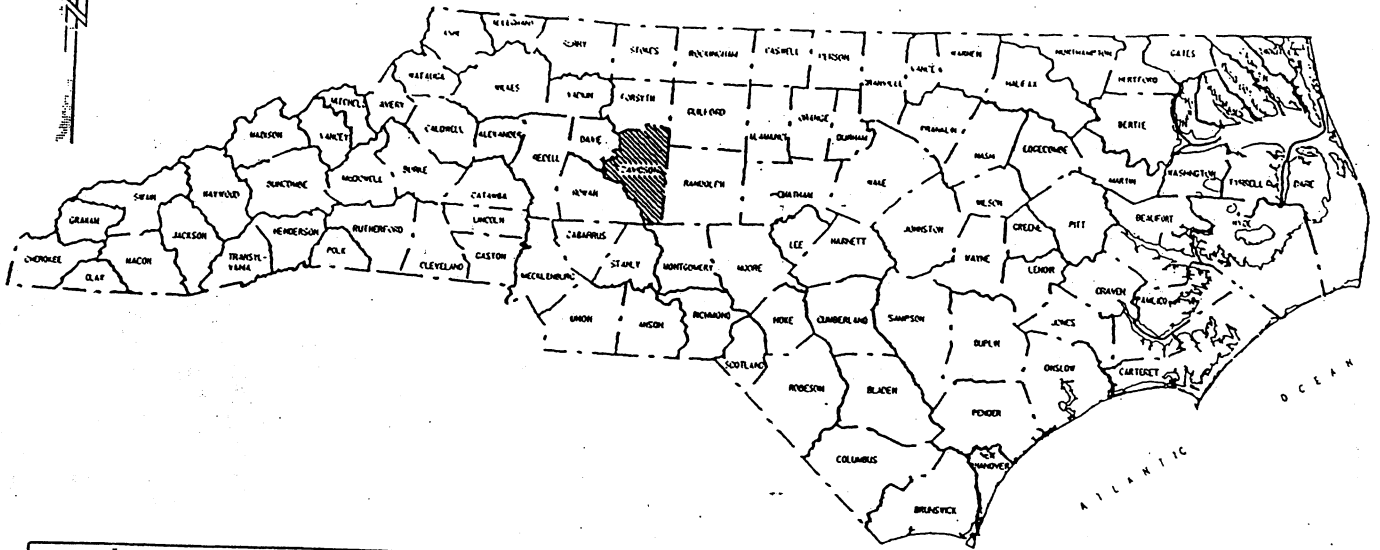 N
ASHE ALLEGHANY SURRY STOKES ROCKINGHAM CASWELL PERSON VANCE WARREN NORTHAMPTON GATES
WATAUGA WILKES YADKIN FORSYTH GUILFORD ORANGE GRANVILLE HALIFAX HERTFORD
MITCHELL AVERY CALDWELL ALEXANDER DAVIE ALAMANCE DURHAM FRANKLIN BERTIE
MADISON YANCEY IREDELL DAVIDSON NASH EDGECOMBE
SWAIN HAYWOOD BUNCOMBE MCDOWELL BURKE CATAWBA ROWAN RANDOLPH CHATHAM WAKE MARTIN WASHINGTON TYRRELL DARE
GRAHAM JACKSON HENDERSON RUTHERFORD LINCOLN CABARRUS LEE HARNETT JOHNSTON WILSON GREENE PITT BEAUFORT HYDE
CHEROKEE MACON TRANSYL-
VANIA
POLK CLEVELAND GASTON MECKLENBURG STANLY MONTGOMERY MOORE WAYNE LENOIR
CLAY CRAVEN PAMLICO
UNION ANSON RICHMOND HOKE CUMBERLAND SAMPSON JONES
DUPLIN
SCOTLAND ONSLOW CARTERET
ROBESON BLADEN
PENDER
COLUMBUS NEW
HANOVER
BRUNSWICK
ATLANTIC OCEAN